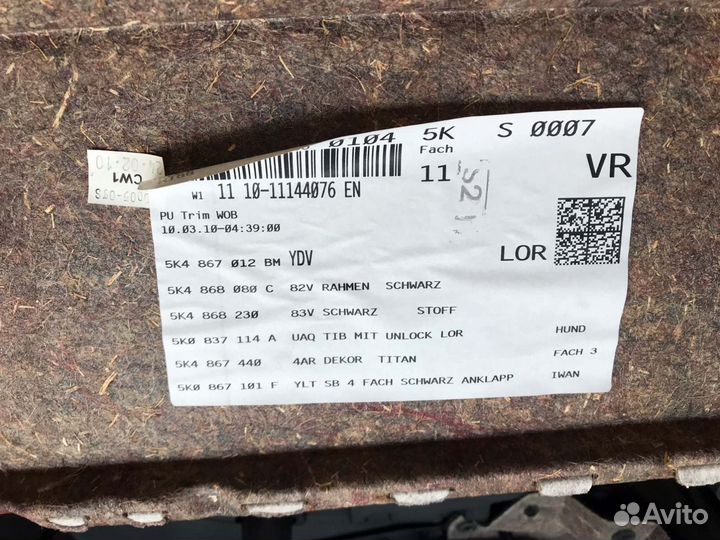 0104 5K S 0007
Fach
11 VR
S2
W1 11 10-11144076 EN
PU Trim WOB
10.03.10-04:39:00
LOR
5K4 867 012 BM YDV
5K4 868 080 C 82V RAHMEN SCHWARZ
5K4 868 230 83V SCHWARZ STOFF
5K0 837 114 A UAQ TIB MIT UNLOCK LOR HUND
5K4 867 440 4AR DEKOR TITAN FACH 3
5K0 867 101 F YLT SB 4 FACH SCHWARZ ANKLAPP IWAN
CW1
Avito